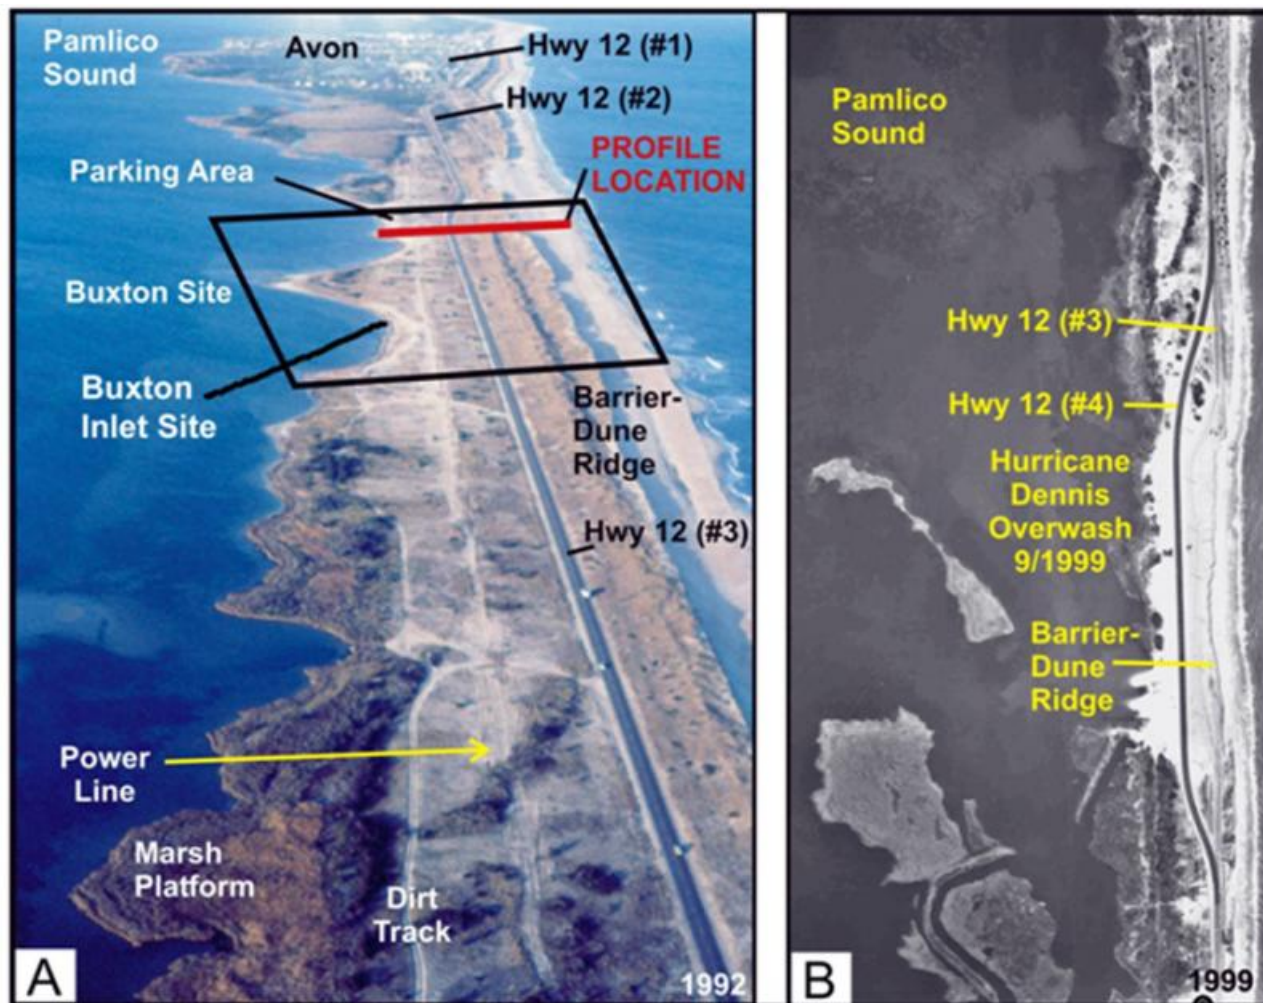 Pamlico
Sound
Avon
Hwy 12 (#1)
Hwy 12 (#2)
Parking Area
PROFILE
LOCATION
Buxton Site
Buxton
Inlet Site
Barrier-
Dune
Ridge
Hwy 12 (#3)
Power
Line
Marsh
Platform
Dirt
Track
A
1992
Pamlico
Sound
Hwy 12 (#3)
Hwy 12 (#4)
Hurricane
Dennis
Overwash
9/1999
Barrier-
Dune
Ridge
B
1999